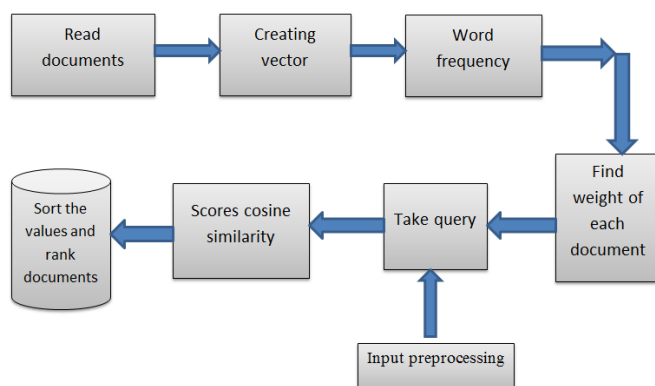 Read
documents
Creating
vector
Word
frequency
Find
weight of
each
document
Take query
Scores cosine
similarity
Sort the
values and
rank
documents
Input preprocessing